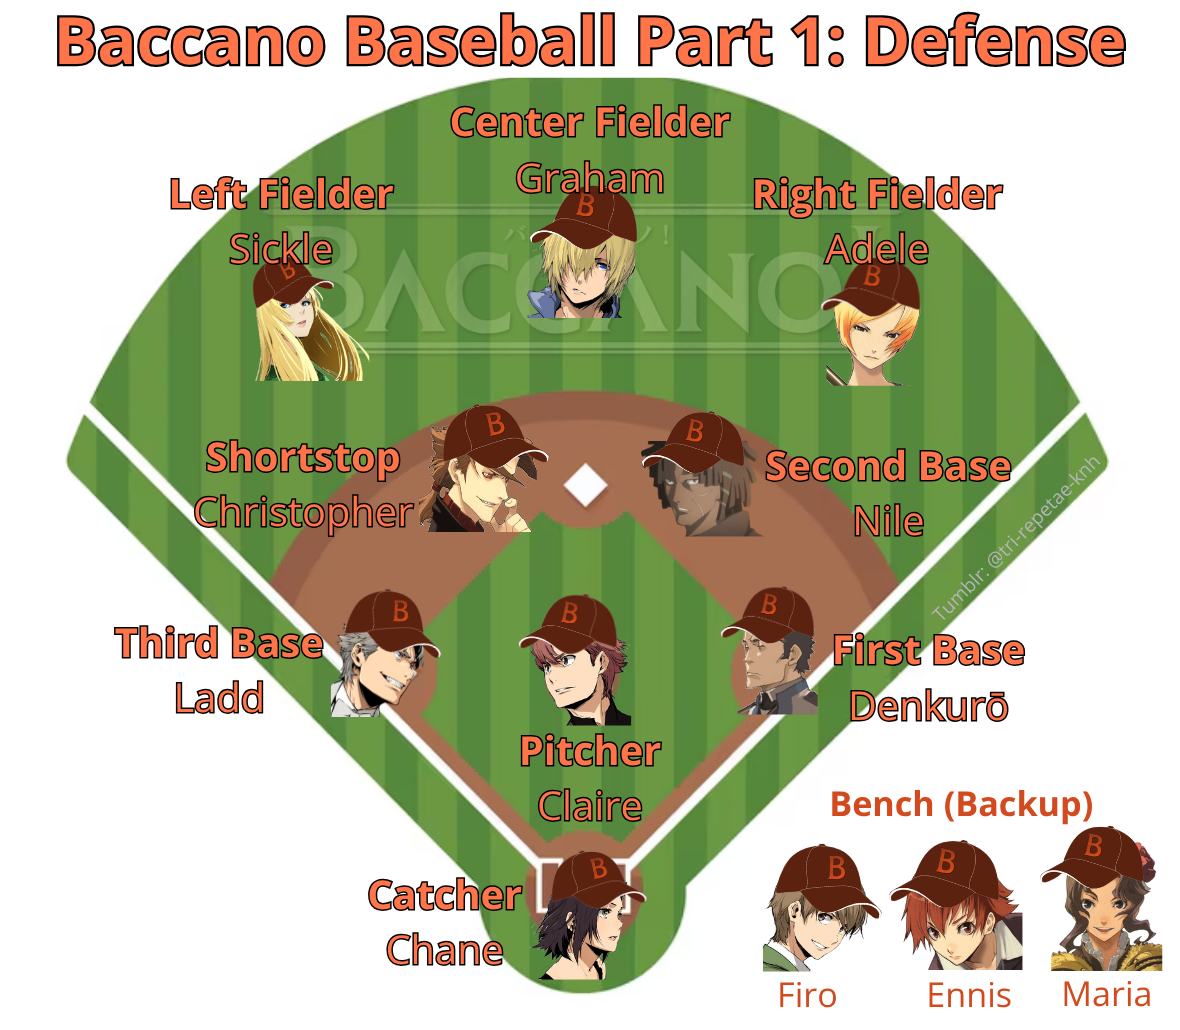 Baccano Baseball Part 1: Defense
Center Fielder
Graham
Left Fielder
Sickle
Right Fielder
Adele
BACCANO!
B
B
B
Shortstop
Christopher
B
B
Second Base
Nile
Tumblr: @tri-repetae-knh
Third Base
Ladd
B
B
B
First Base
Denkurō
Pitcher
Claire
Catcher
Chane
B
Bench (Backup)
B
B
B
Firo
Ennis
Maria